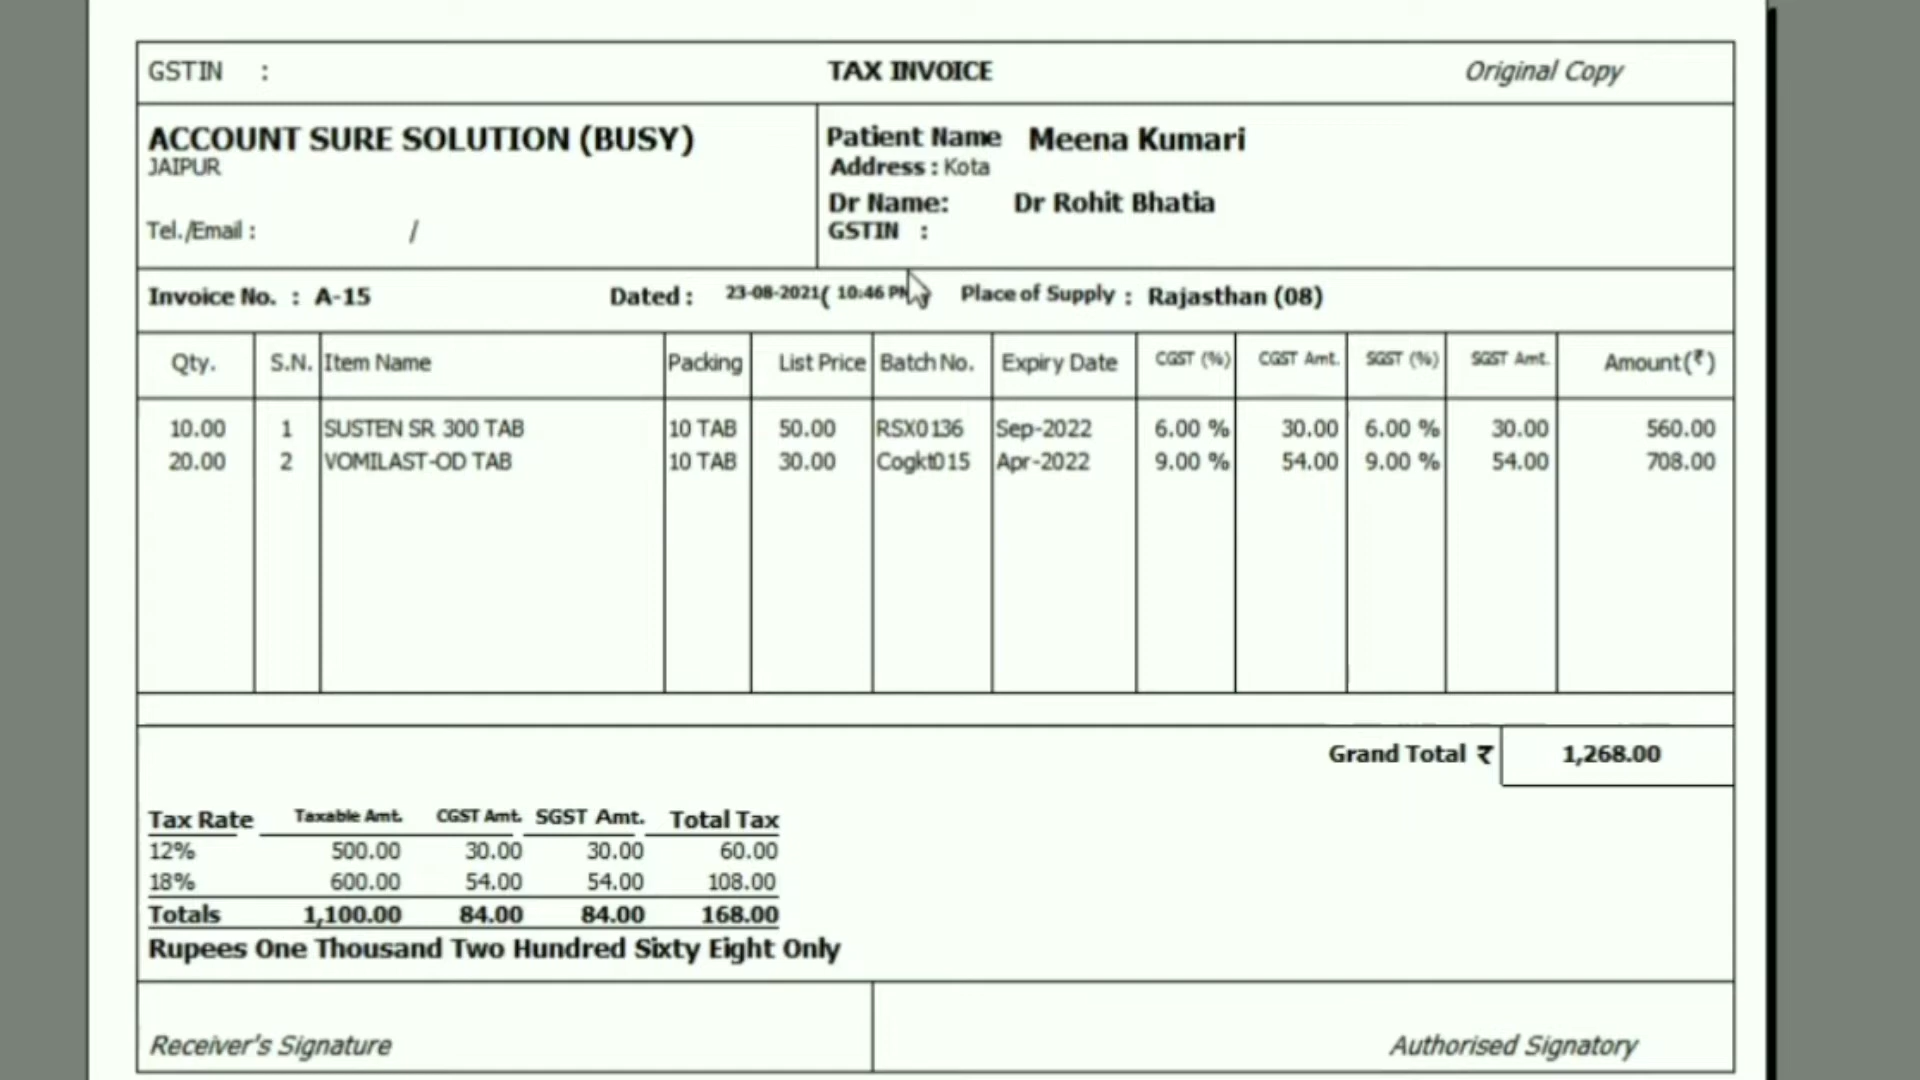 GSTIN : TAX INVOICE Original Copy
ACCOUNT SURE SOLUTION (BUSY)
JAIPUR
Tel./Email : /
Patient Name Meena Kumari
Address : Kota
Dr Name: Dr Rohit Bhatia
GSTIN :
Invoice No. : A-15 Dated : 23-08-2021( 10:46 PM) Place of Supply : Rajasthan (08)
Qty. S.N. Item Name Packing List Price Batch No. Expiry Date CGST (%) CGST Amt. SGST (%) SGST Amt. Amount(₹)
10.00 1 SUSTEN SR 300 TAB 10 TAB 50.00 RSX0136 Sep-2022 6.00 % 30.00 6.00 % 30.00 560.00
20.00 2 VOMILAST-OD TAB 10 TAB 30.00 Cogkt015 Apr-2022 9.00 % 54.00 9.00 % 54.00 708.00
Grand Total ₹ 1,268.00
Tax Rate Taxable Amt. CGST Amt. SGST Amt. Total Tax
12% 500.00 30.00 30.00 60.00
18% 600.00 54.00 54.00 108.00
Totals 1,100.00 84.00 84.00 168.00
Rupees One Thousand Two Hundred Sixty Eight Only
Receiver's Signature Authorised Signatory